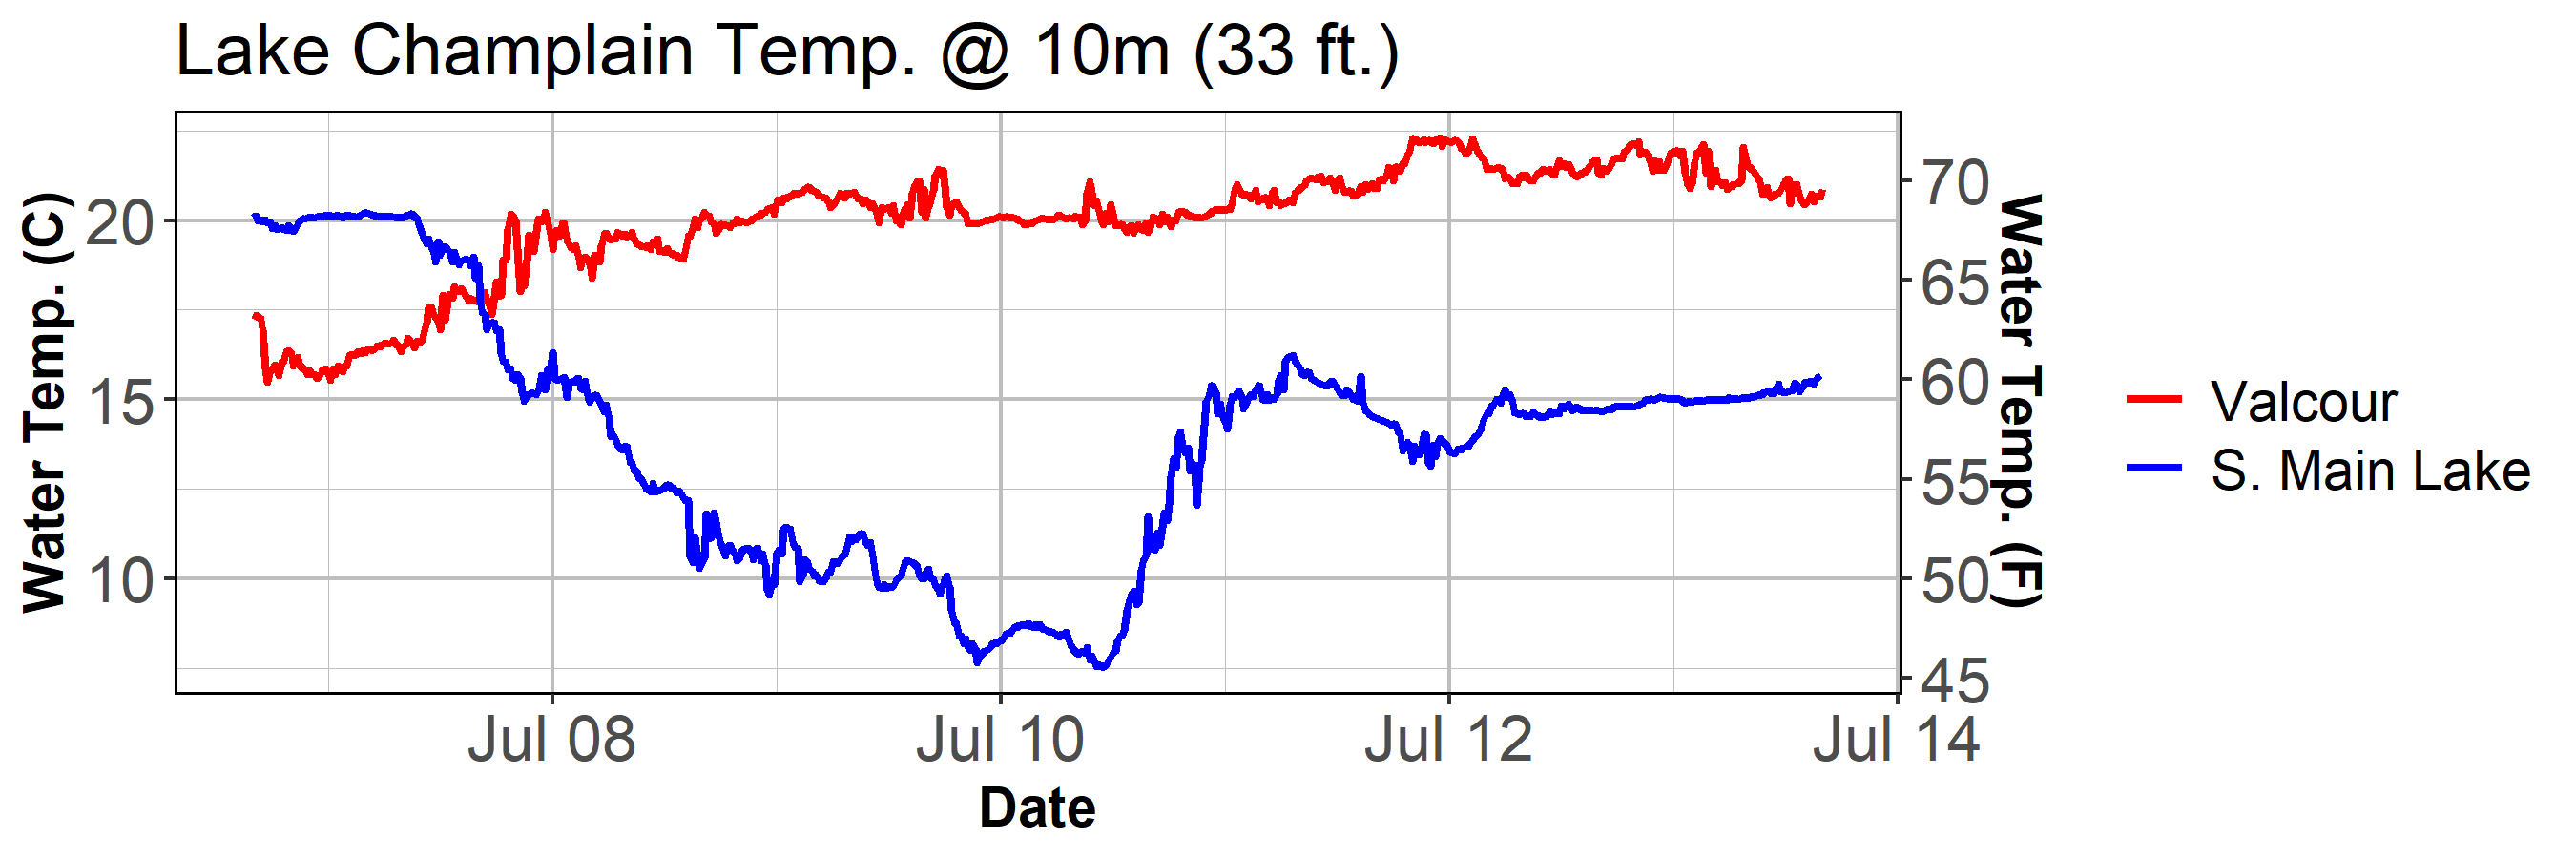 Lake Champlain Temp. @ 10m (33 ft.)
Water Temp. (C)
20
15
10
70
65
60
55
50
45
Water Temp. (F)
Jul 08
Jul 10
Jul 12
Jul 14
Date
Valcour
S. Main Lake